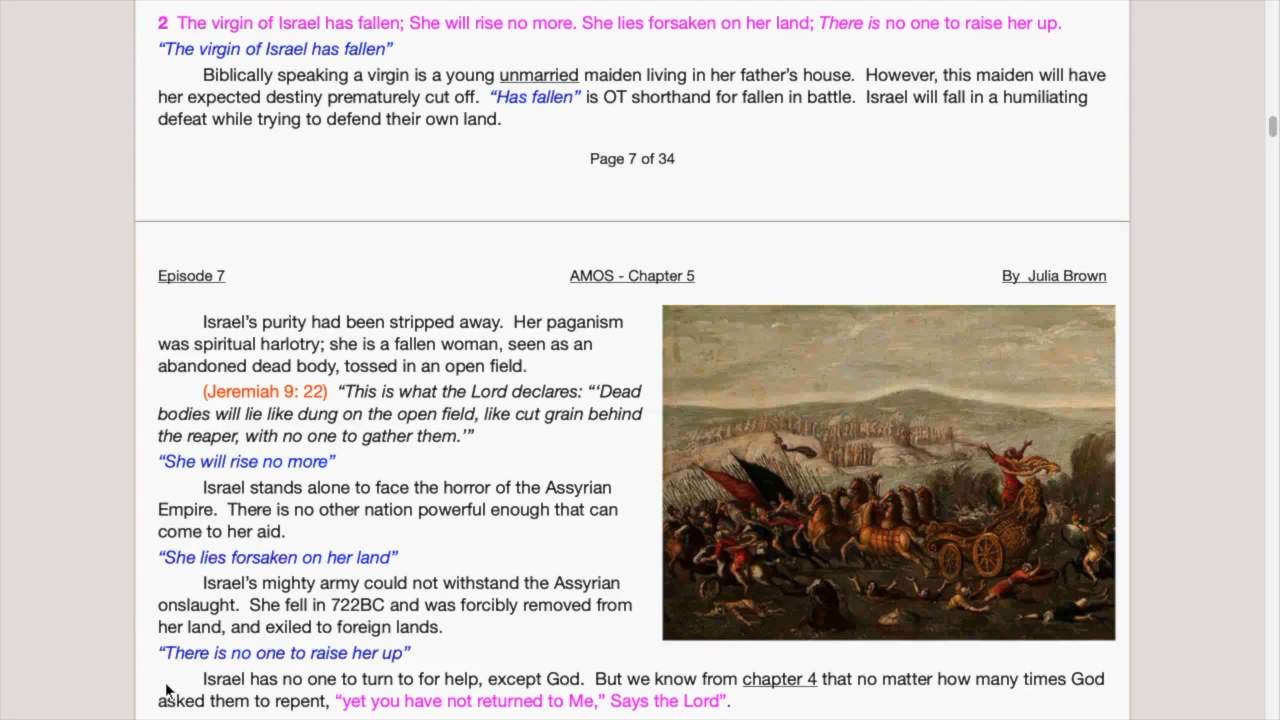 2 The virgin of Israel has fallen; She will rise no more. She lies forsaken on her land; There is no one to raise her up.
“The virgin of Israel has fallen”
Biblically speaking a virgin is a young unmarried maiden living in her father’s house. However, this maiden will have
her expected destiny prematurely cut off. “Has fallen” is OT shorthand for fallen in battle. Israel will fall in a humiliating
defeat while trying to defend their own land.
Page 7 of 34
Episode 7 AMOS - Chapter 5 By Julia Brown
Israel’s purity had been stripped away. Her paganism
was spiritual harlotry; she is a fallen woman, seen as an
abandoned dead body, tossed in an open field.
(Jeremiah 9: 22) “This is what the Lord declares: “‘Dead
bodies will lie like dung on the open field, like cut grain behind
the reaper, with no one to gather them.’”
“She will rise no more”
Israel stands alone to face the horror of the Assyrian
Empire. There is no other nation powerful enough that can
come to her aid.
“She lies forsaken on her land”
Israel’s mighty army could not withstand the Assyrian
onslaught. She fell in 722BC and was forcibly removed from
her land, and exiled to foreign lands.
“There is no one to raise her up”
Israel has no one to turn to for help, except God. But we know from chapter 4 that no matter how many times God
asked them to repent, “yet you have not returned to Me,” Says the Lord”.